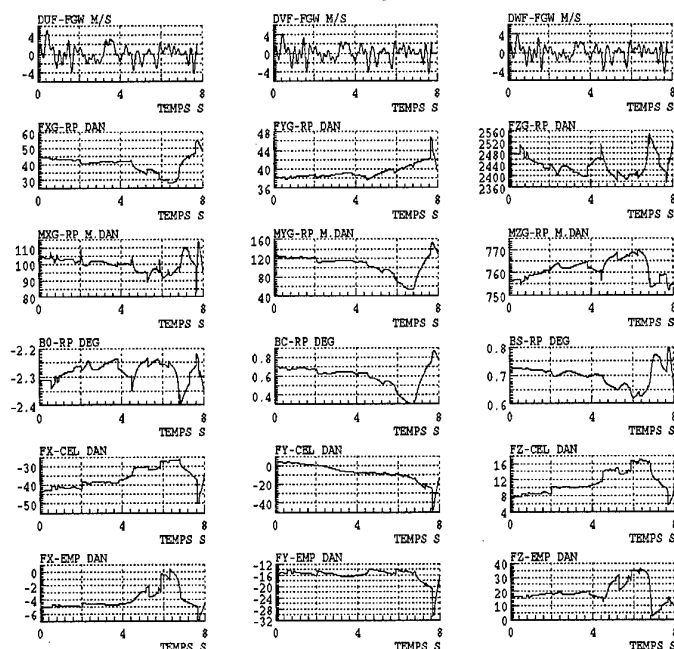 DUF-FGW M/S
4
0
-4
0 4 8
TEMPS S
DVF-FGW M/S
4
0
-4
0 4 8
TEMPS S
DWF-FGW M/S
4
0
-4
0 4 8
TEMPS S
FXG-RP DAN
60
50
40
30
0 4 8
TEMPS S
FYG-RP DAN
48
44
40
36
0 4 8
TEMPS S
FZG-RP DAN
2560
2520
2480
2440
2400
2360
0 4 8
TEMPS S
MXG-RP M.DAN
110
100
90
80
0 4 8
TEMPS S
MYG-RP M.DAN
160
120
80
40
0 4 8
TEMPS S
MZG-RP M.DAN
770
760
750
0 4 8
TEMPS S
B0-RP DEG
-2.2
-2.3
-2.4
0 4 8
TEMPS S
BC-RP DEG
0.8
0.6
0.4
0 4 8
TEMPS S
BS-RP DEG
0.8
0.7
0.6
0 4 8
TEMPS S
FX-CEL DAN
-30
-40
-50
0 4 8
TEMPS S
FY-CEL DAN
0
-20
-40
0 4 8
TEMPS S
FZ-CEL DAN
16
12
8
4
0 4 8
TEMPS S
FX-EMP DAN
0
-2
-4
-6
0 4 8
TEMPS S
FY-EMP DAN
-12
-16
-20
-24
-28
-32
0 4 8
TEMPS S
FZ-EMP DAN
40
30
20
10
0
0 4 8
TEMPS S